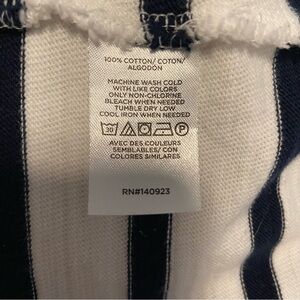 100% COTTON/ COTON/
ALGODÓN
MACHINE WASH COLD
WITH LIKE COLORS
ONLY NON-CHLORINE
BLEACH WHEN NEEDED
TUMBLE DRY LOW
COOL IRON WHEN NEEDED
30 P
AVEC DES COULEURS
SEMBLABLES/ CON
COLORES SIMILARES
RN#140923